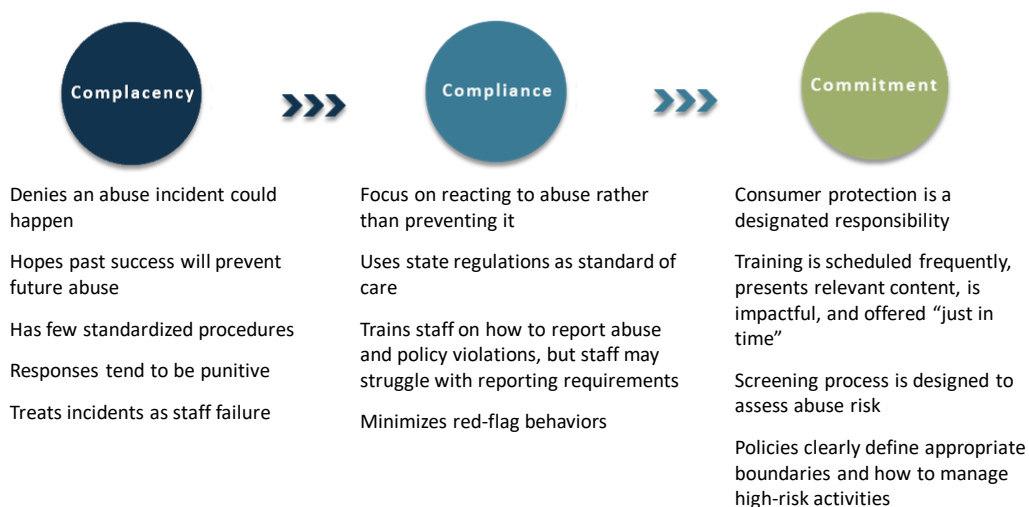 Complacency
Compliance
Commitment
Denies an abuse incident could
happen
Hopes past success will prevent
future abuse
Has few standardized procedures
Responses tend to be punitive
Treats incidents as staff failure
Focus on reacting to abuse rather
than preventing it
Uses state regulations as standard of
care
Trains staff on how to report abuse
and policy violations, but staff may
struggle with reporting requirements
Minimizes red-flag behaviors
Consumer protection is a
designated responsibility
Training is scheduled frequently,
presents relevant content, is
impactful, and offered “just in
time”
Screening process is designed to
assess abuse risk
Policies clearly define appropriate
boundaries and how to manage
high-risk activities